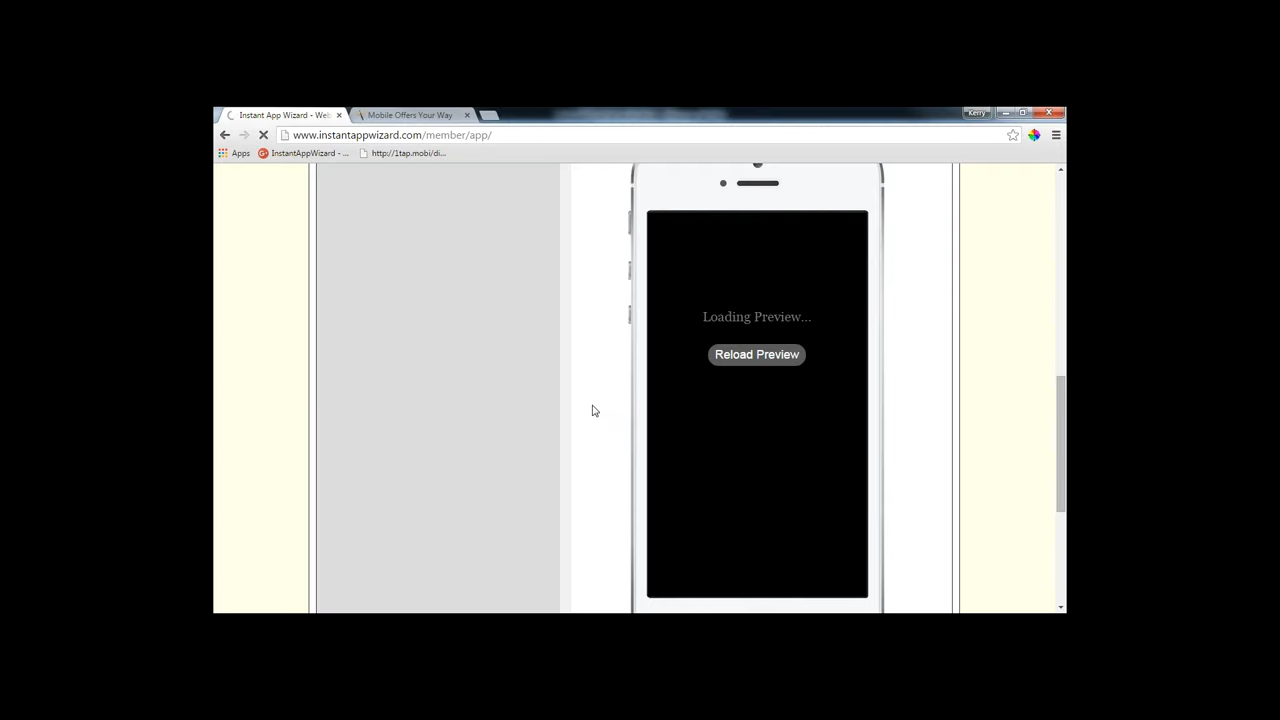 Instant App Wizard - Web
Mobile Offers Your Way
Kerry
www.instantappwizard.com/member/app/
Apps
InstantAppWizard - ...
http://1tap.mobi/di...
Loading Preview...
Reload Preview